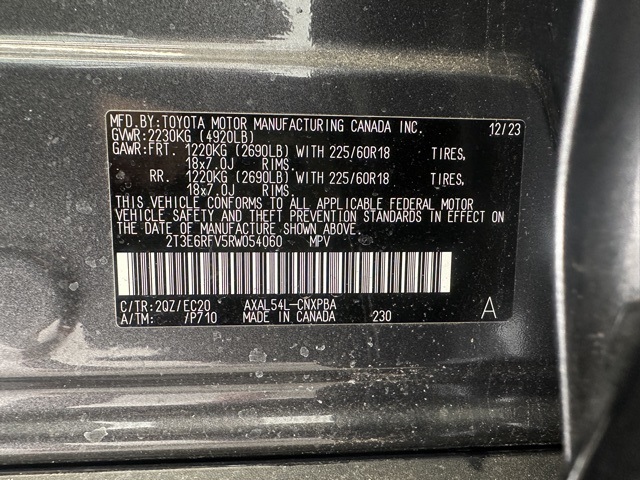 MFD.BY:TOYOTA MOTOR MANUFACTURING CANADA INC. 12/23
GVWR:2230KG (4920LB)
GAWR:FRT. 1220KG (2690LB) WITH 225/60R18 TIRES,
18x7.0J RIMS.
RR. 1220KG (2690LB) WITH 225/60R18 TIRES,
18x7.0J RIMS.
THIS VEHICLE CONFORMS TO ALL APPLICABLE FEDERAL MOTOR
VEHICLE SAFETY AND THEFT PREVENTION STANDARDS IN EFFECT ON
THE DATE OF MANUFACTURE SHOWN ABOVE.
2T3E6RFV5RW054060 MPV
C/TR:2QZ/EC20 AXAL54L-CNXPBA
A/TM: /P710 MADE IN CANADA 230 A